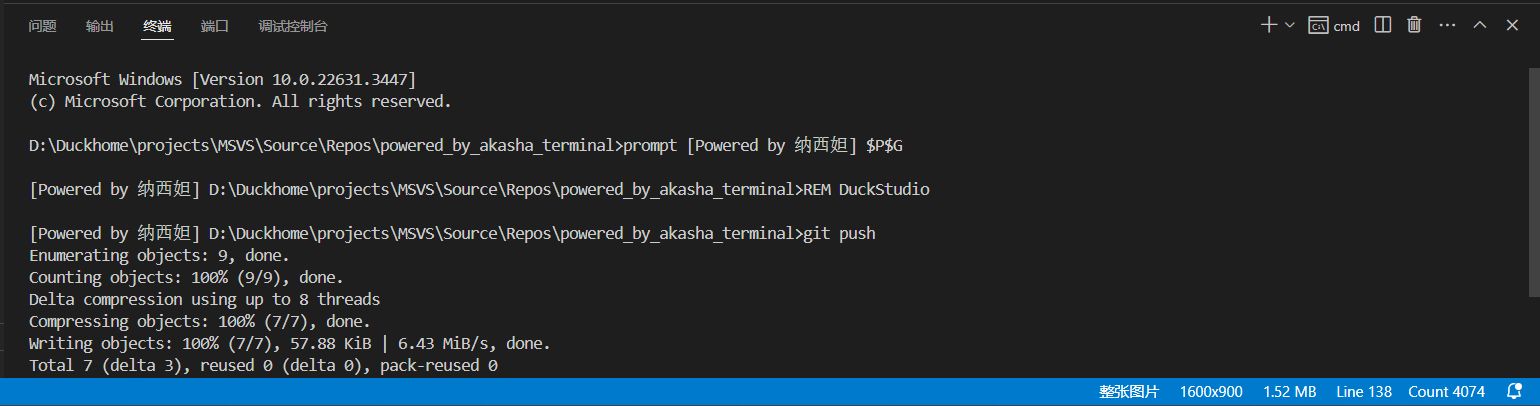 问题 输出 终端 端口 调试控制台 cmd
Microsoft Windows [Version 10.0.22631.3447]
(c) Microsoft Corporation. All rights reserved.
D:\Duckhome\projects\MSVS\Source\Repos\powered_by_akasha_terminal>prompt [Powered by 纳西妲] $P$G
[Powered by 纳西妲] D:\Duckhome\projects\MSVS\Source\Repos\powered_by_akasha_terminal>REM DuckStudio
[Powered by 纳西妲] D:\Duckhome\projects\MSVS\Source\Repos\powered_by_akasha_terminal>git push
Enumerating objects: 9, done.
Counting objects: 100% (9/9), done.
Delta compression using up to 8 threads
Compressing objects: 100% (7/7), done.
Writing objects: 100% (7/7), 57.88 KiB | 6.43 MiB/s, done.
Total 7 (delta 3), reused 0 (delta 0), pack-reused 0
整张图片 1600x900 1.52 MB Line 138 Count 4074